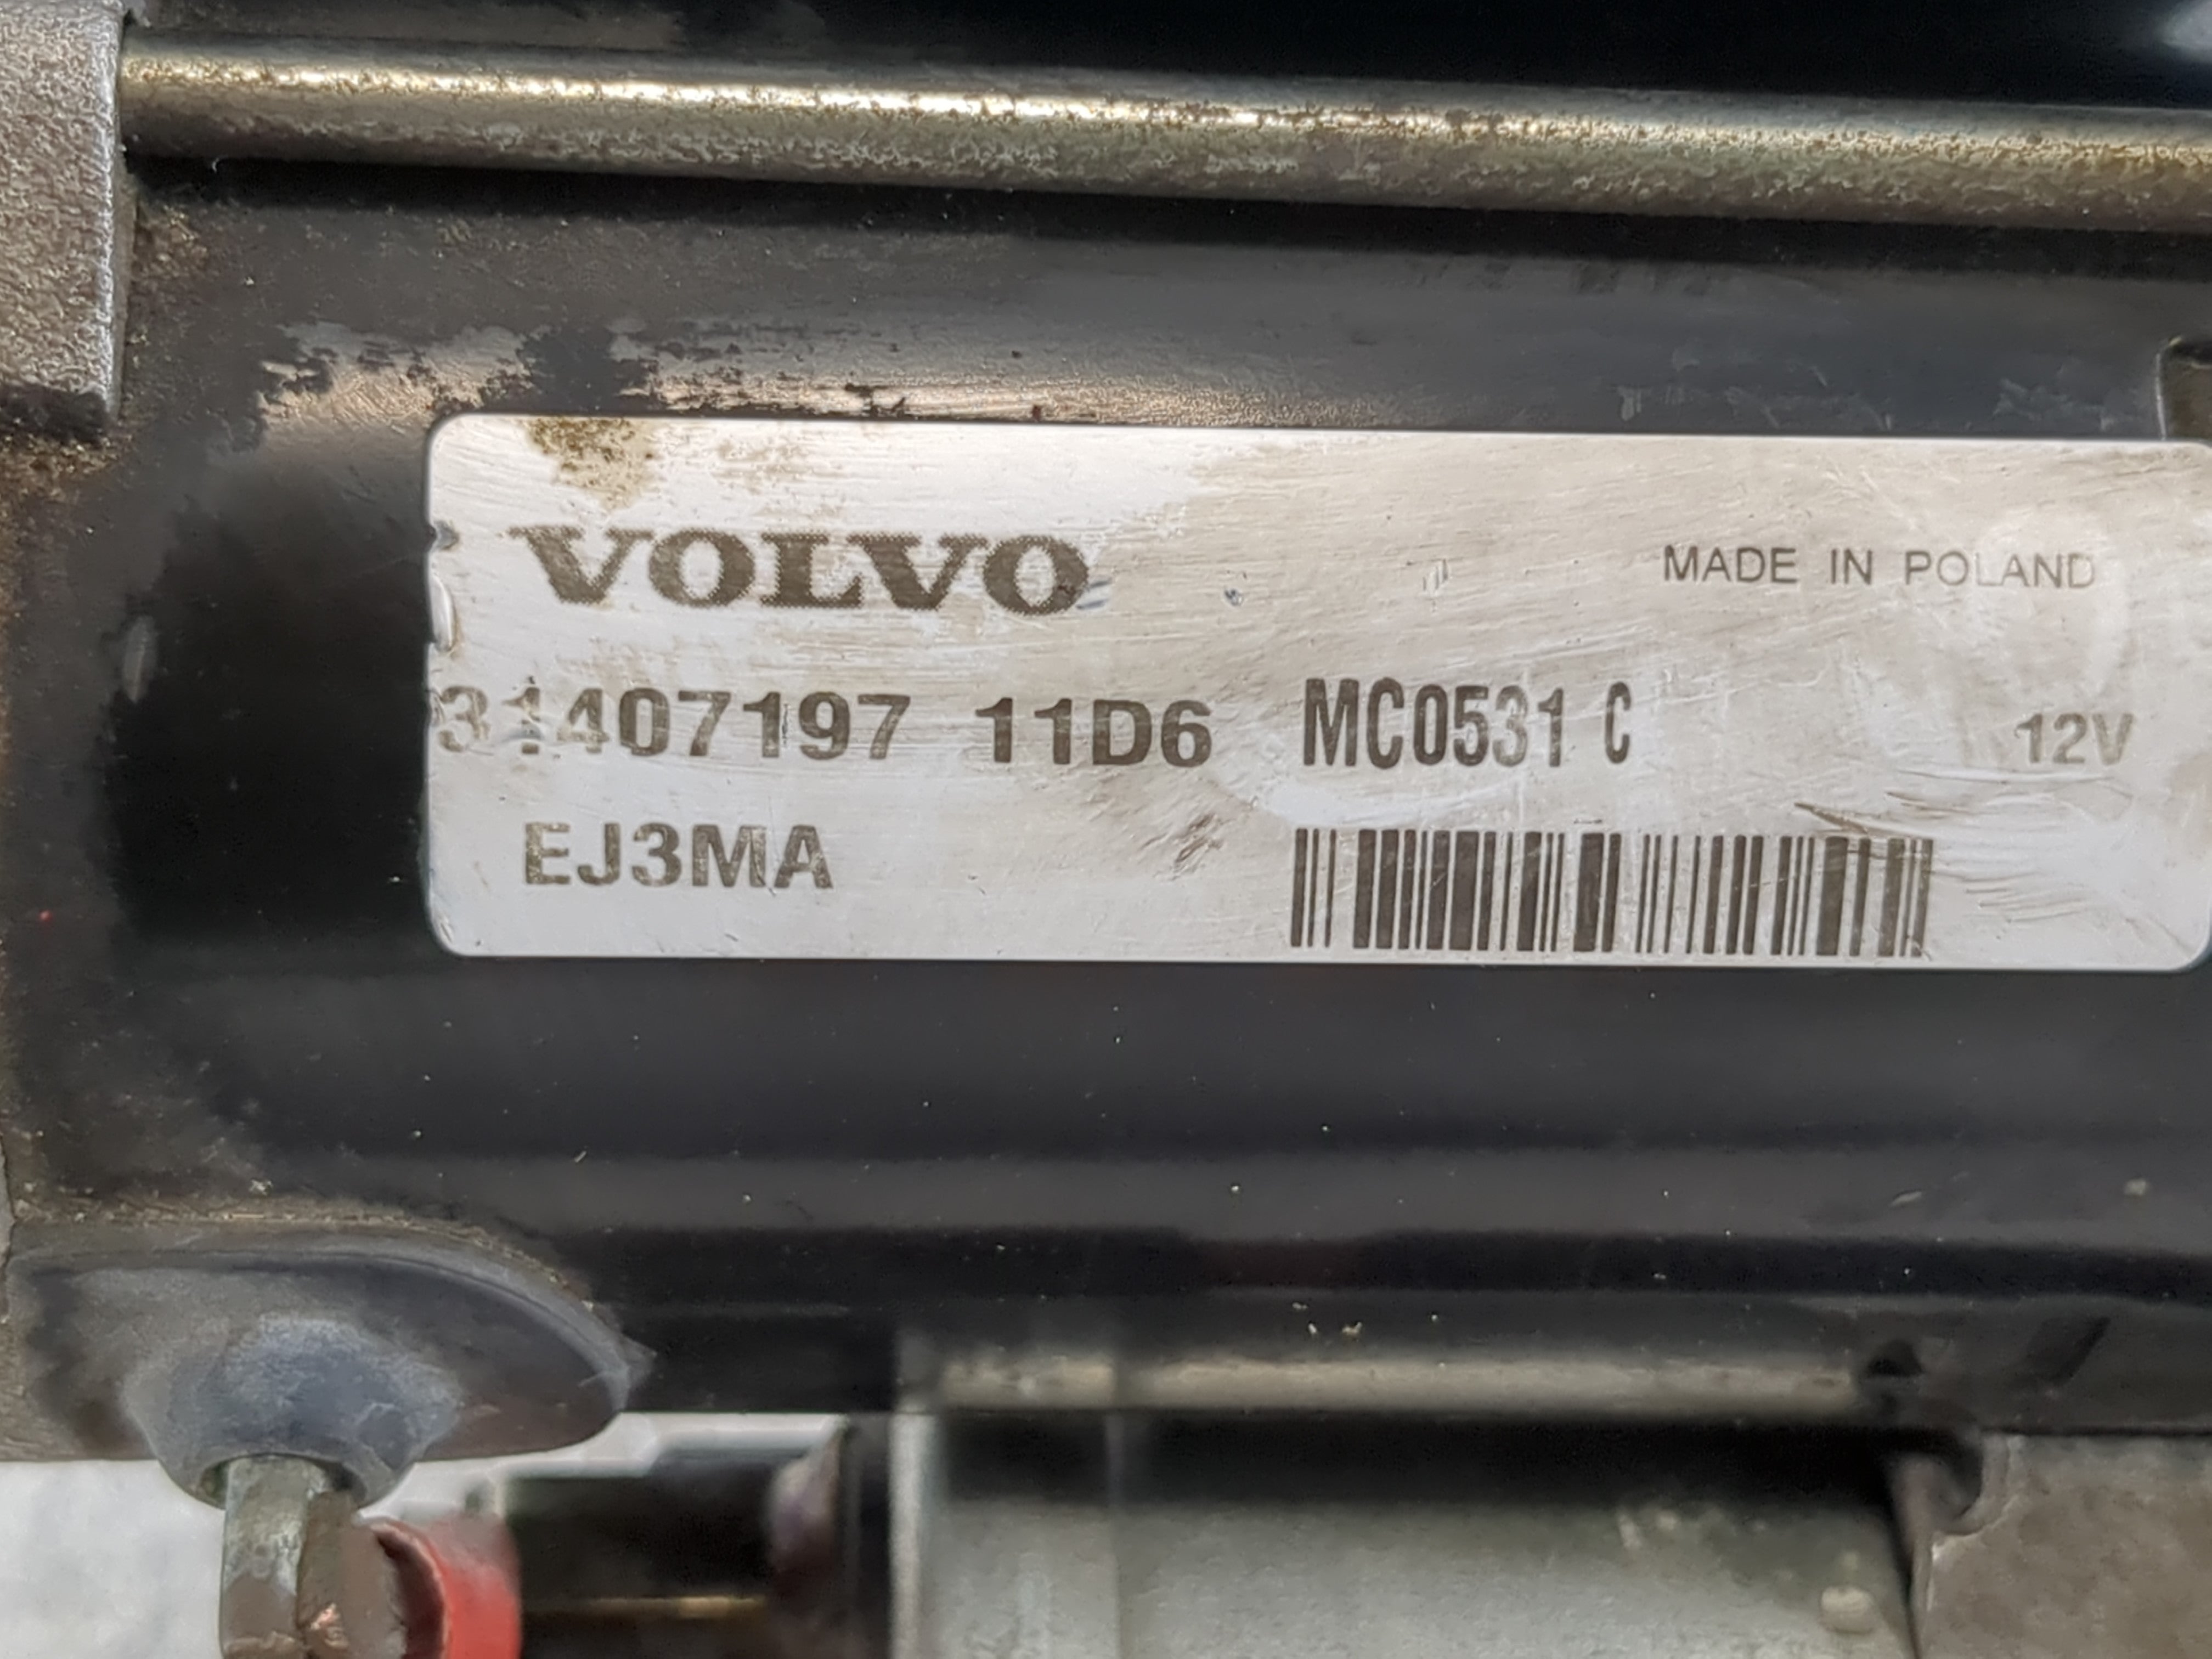 VOLVO
MADE IN POLAND
31407197 11D6 MC0531 C 12V
EJ3MA